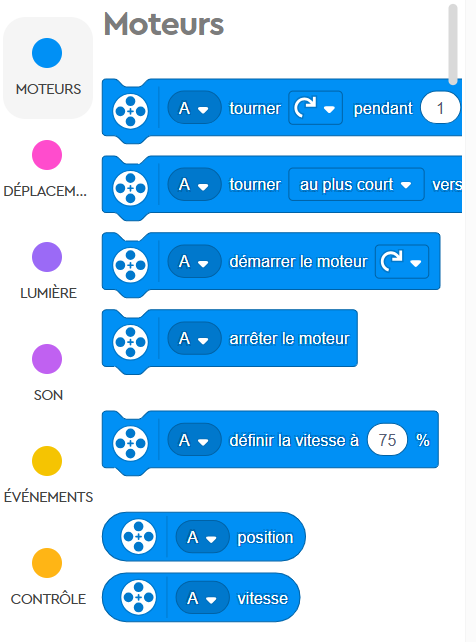 Moteurs
MOTEURS
DÉPLACEM...
LUMIÈRE
SON
ÉVÉNEMENTS
CONTRÔLE
A tourner pendant 1
A tourner au plus court vers
A démarrer le moteur
A arrêter le moteur
A définir la vitesse à 75 %
A position
A vitesse